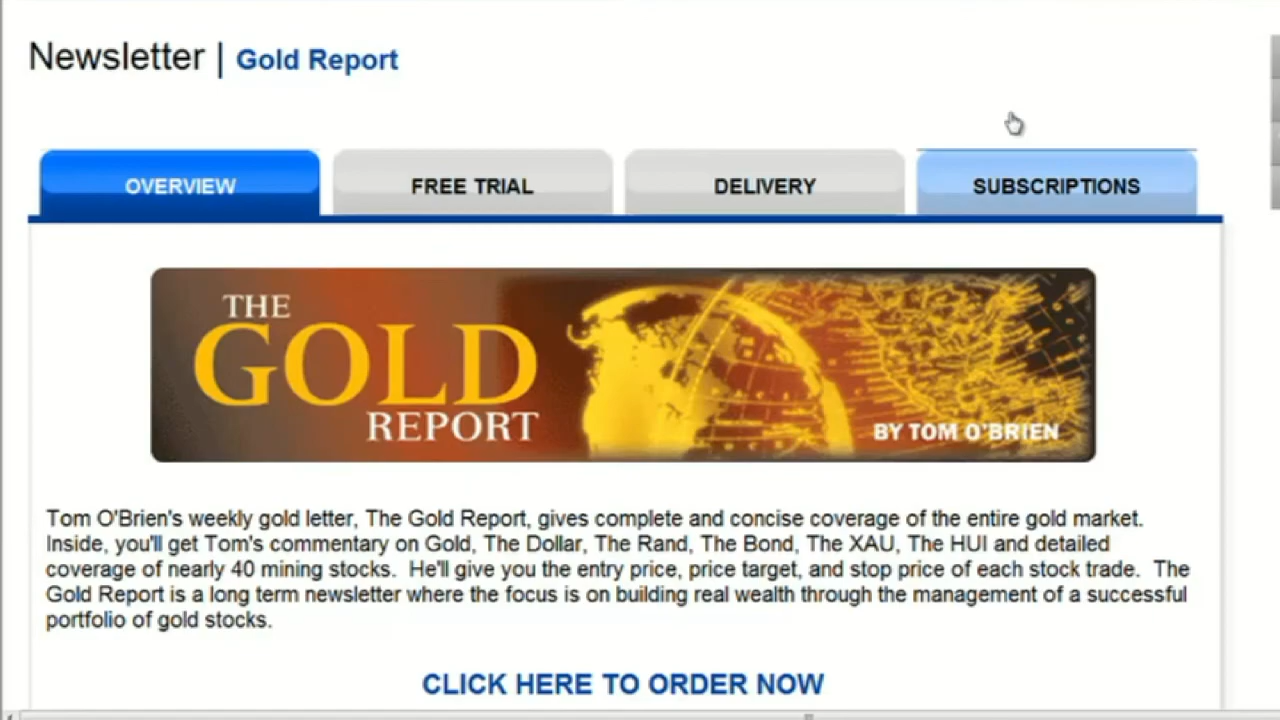 Newsletter | Gold Report
OVERVIEW
FREE TRIAL
DELIVERY
SUBSCRIPTIONS
THE
GOLD
REPORT
BY TOM O'BRIEN
Tom O'Brien's weekly gold letter, The Gold Report, gives complete and concise coverage of the entire gold market.
Inside, you'll get Tom's commentary on Gold, The Dollar, The Rand, The Bond, The XAU, The HUI and detailed
coverage of nearly 40 mining stocks. He'll give you the entry price, price target, and stop price of each stock trade. The
Gold Report is a long term newsletter where the focus is on building real wealth through the management of a successful
portfolio of gold stocks.
CLICK HERE TO ORDER NOW